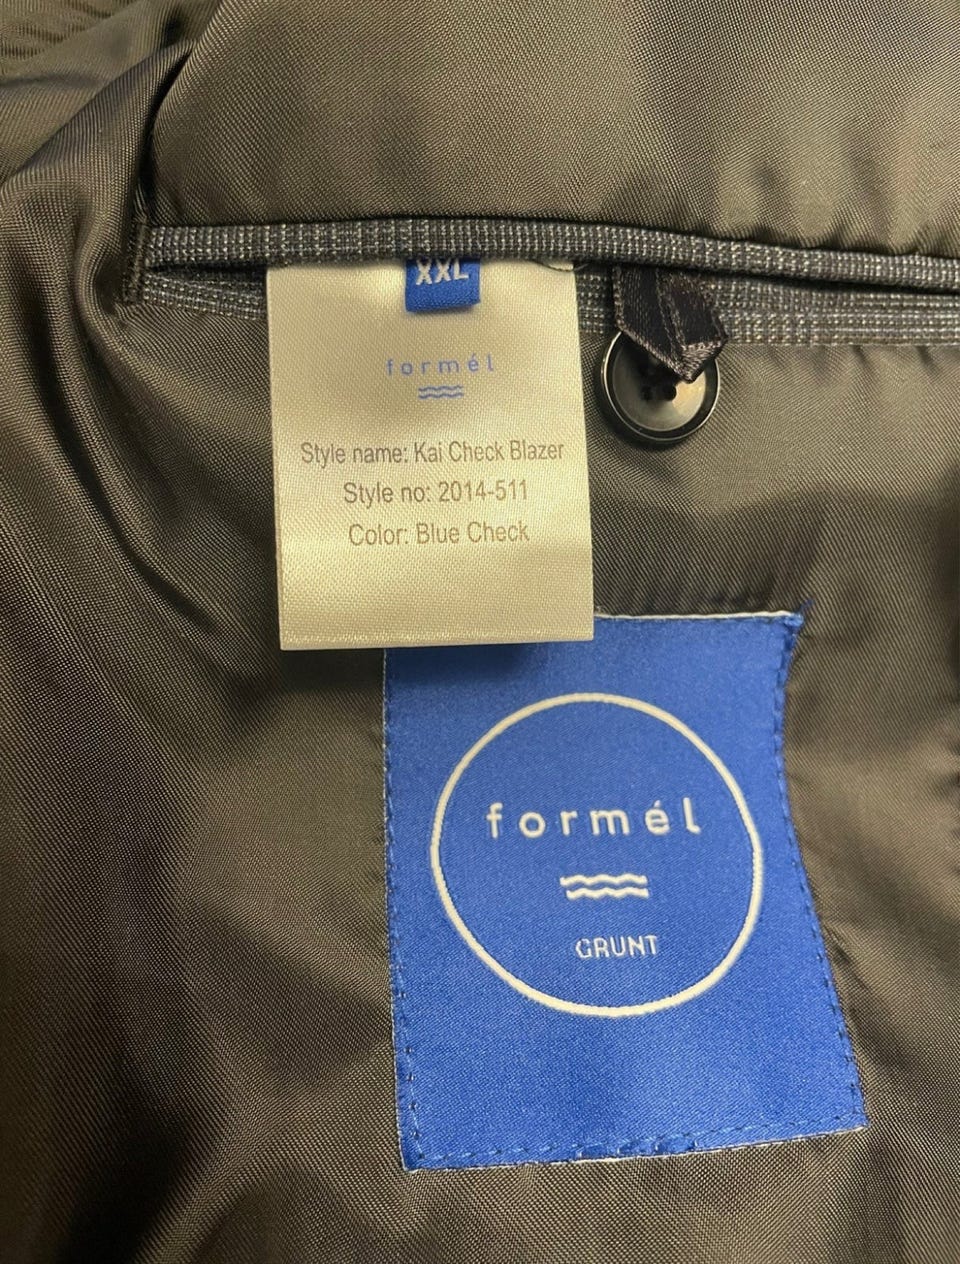 XXL
formél
Style name: Kai Check Blazer
Style no: 2014-511
Color: Blue Check
formél
GRUNT